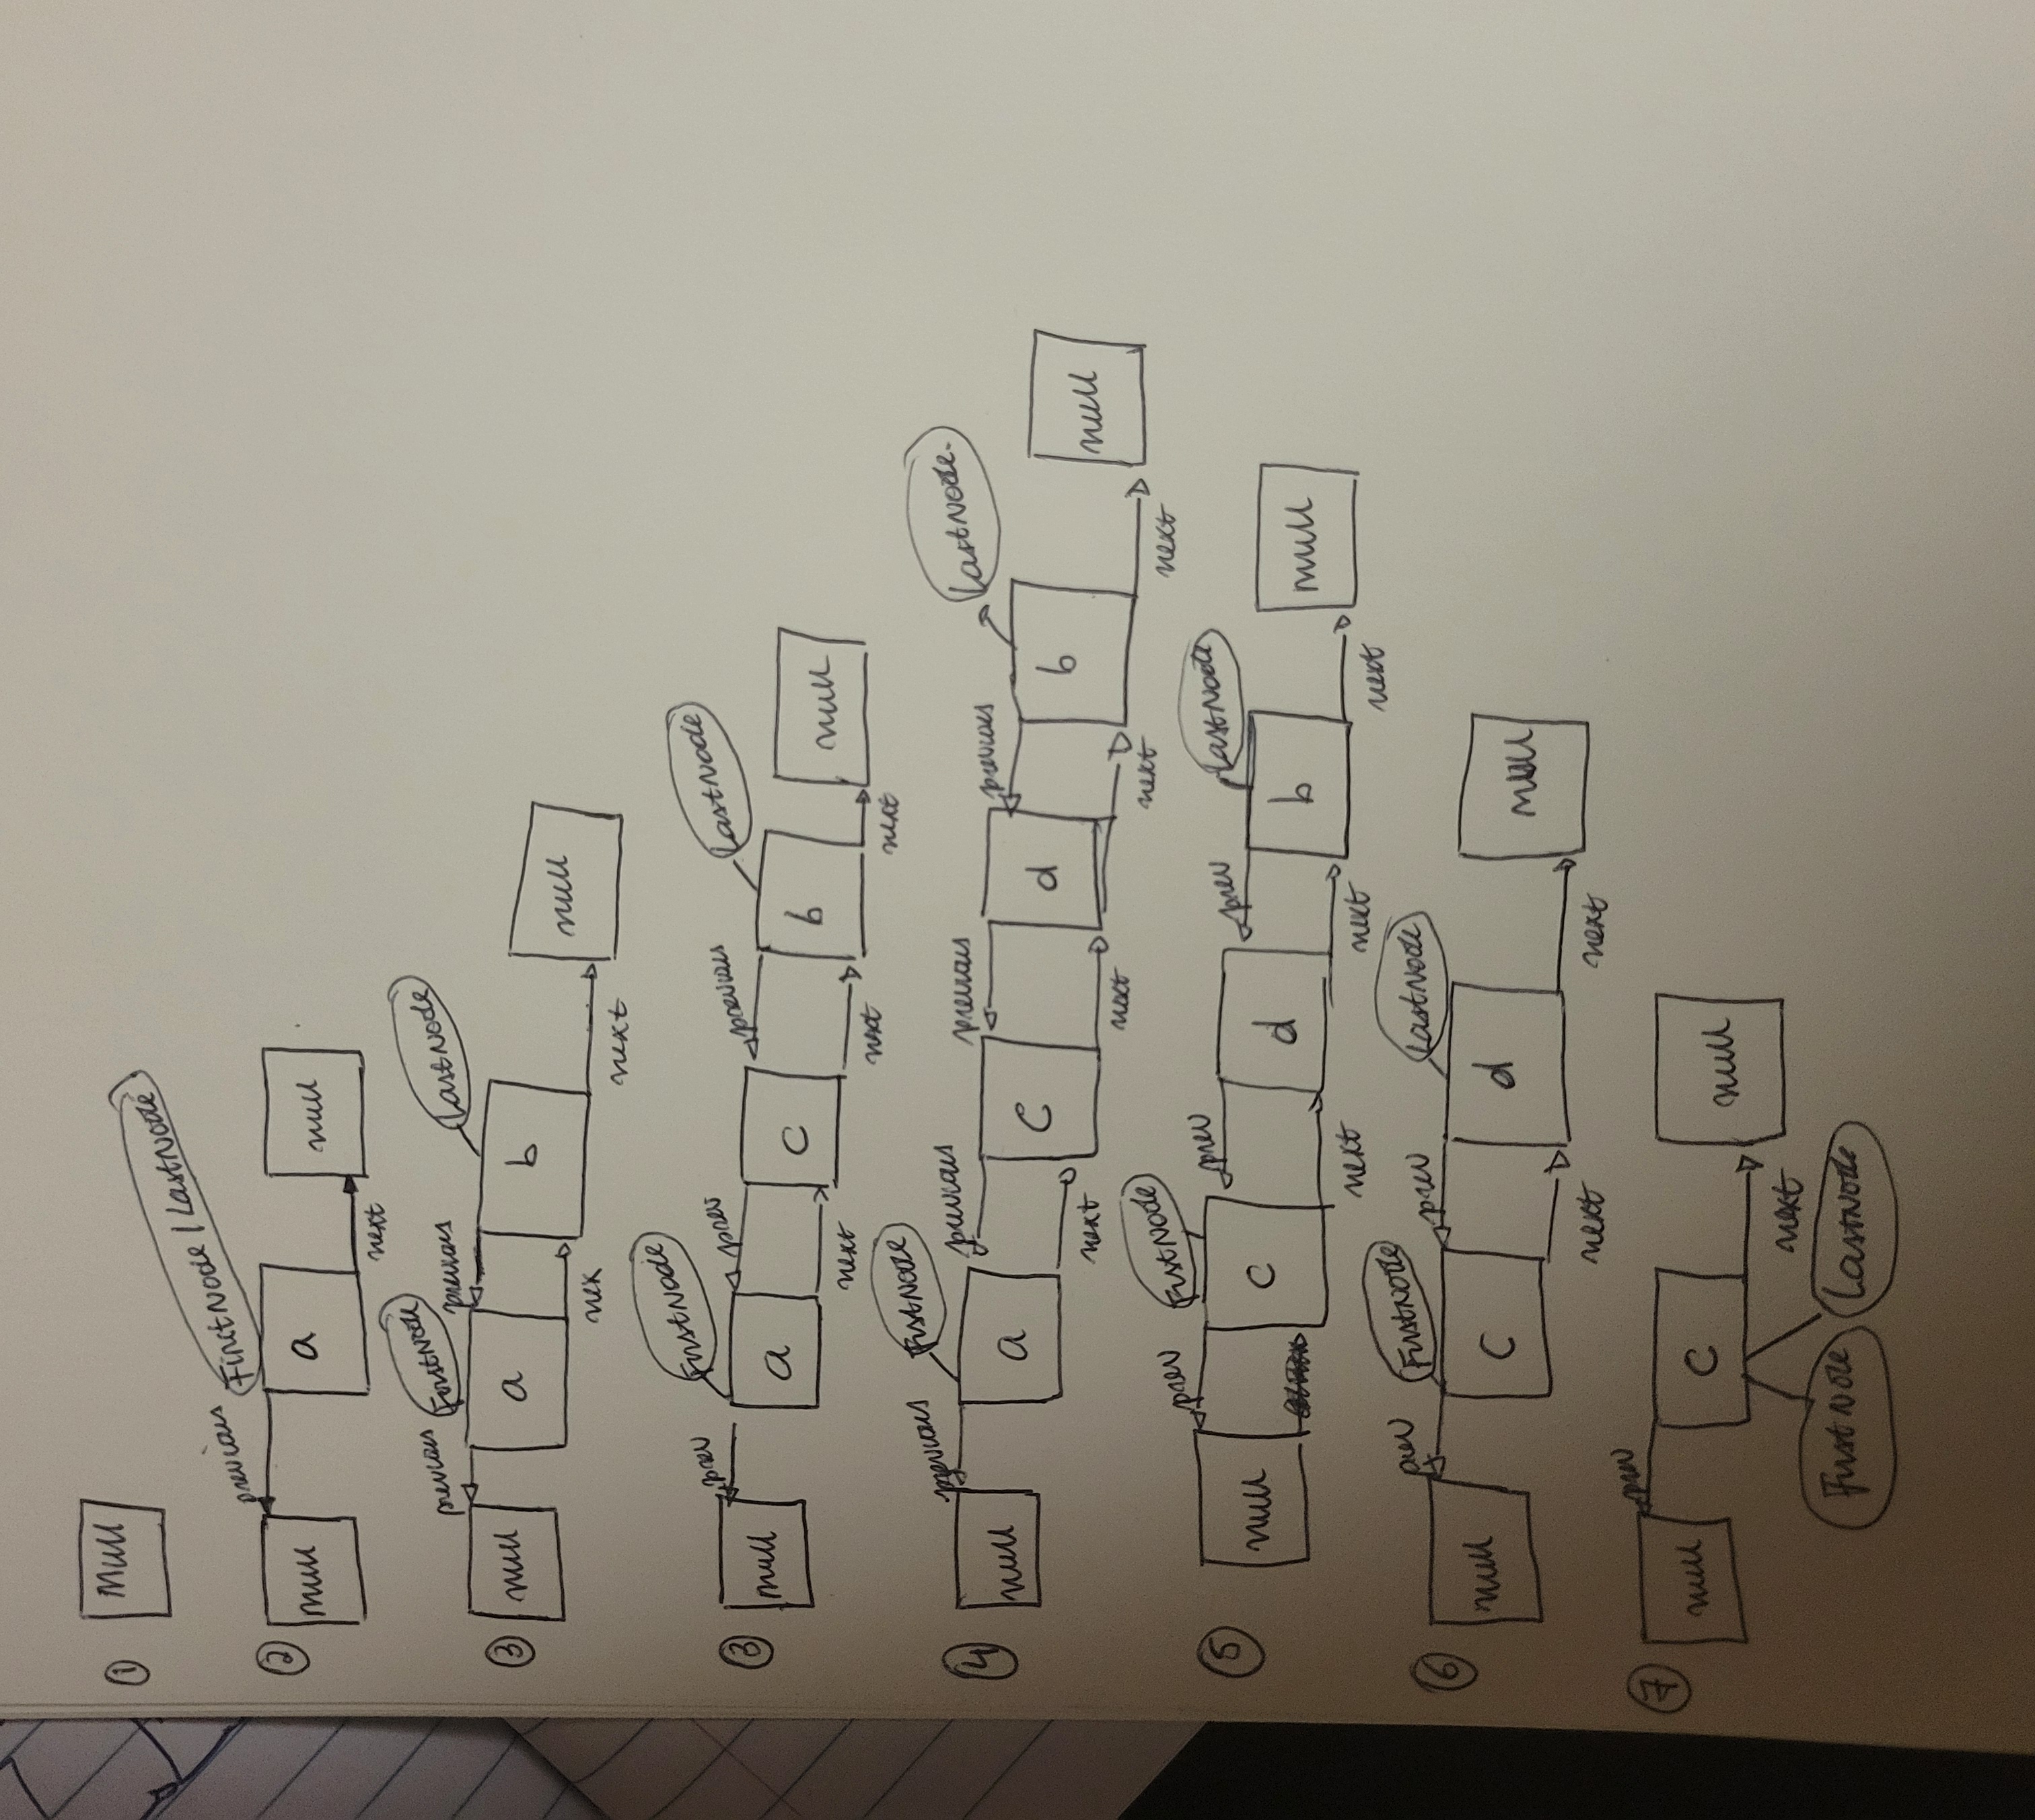 ① null
FirstNode | LastNode
previous
② null a null
next
previous FirstNode previous LastNode
③ null a b null
nex next
FirstNode LastNode
prev prev previous
③ null a c b null
next next next
FirstNode LastNode.
previous previous previous previous
④ null a C d b null
next next next next
prev FirstNode prev prev LastNode
⑤ null C d b null
next next next
prev FirstNode prev LastNode
⑥ null C d null
next next
prev
⑦ null C null
next
FirstNode LastNode